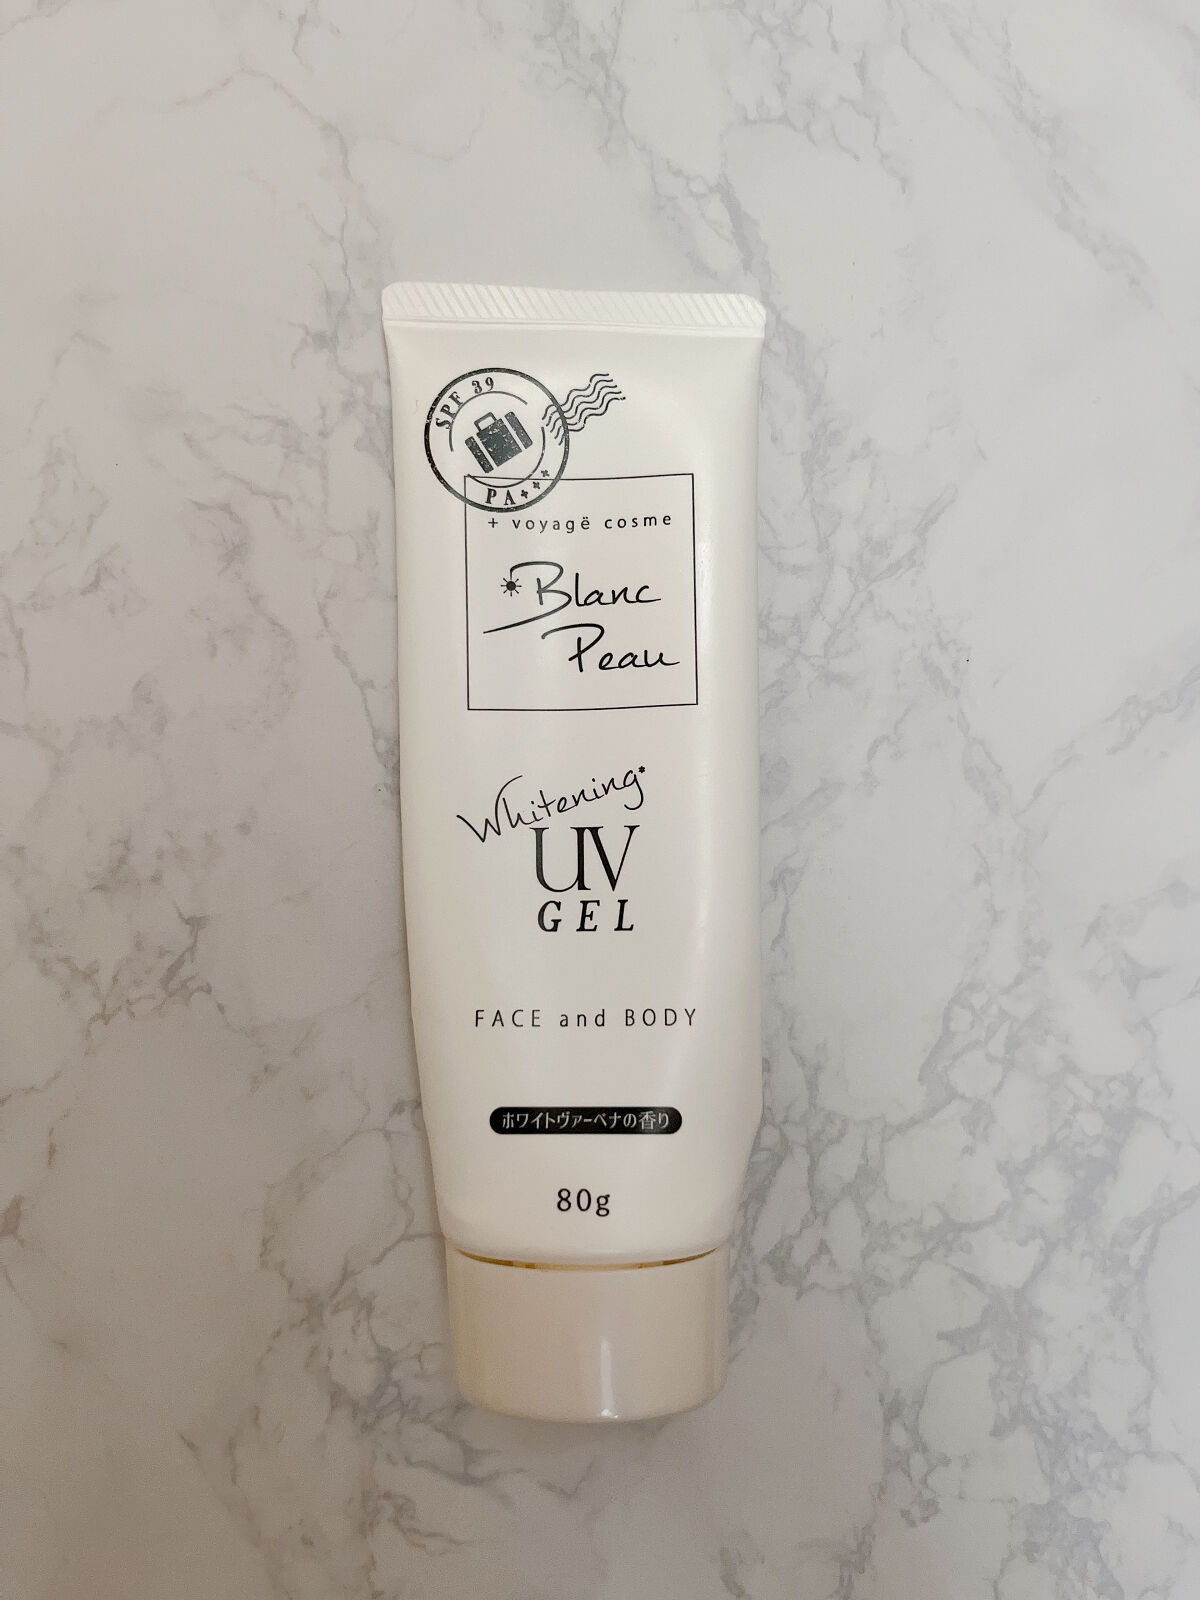 SPF 39
PA+++
+ voyagë cosme
Blanc
Peau
Whitening*
UV
GEL
FACE and BODY
ホワイトヴァーベナの香り
80g